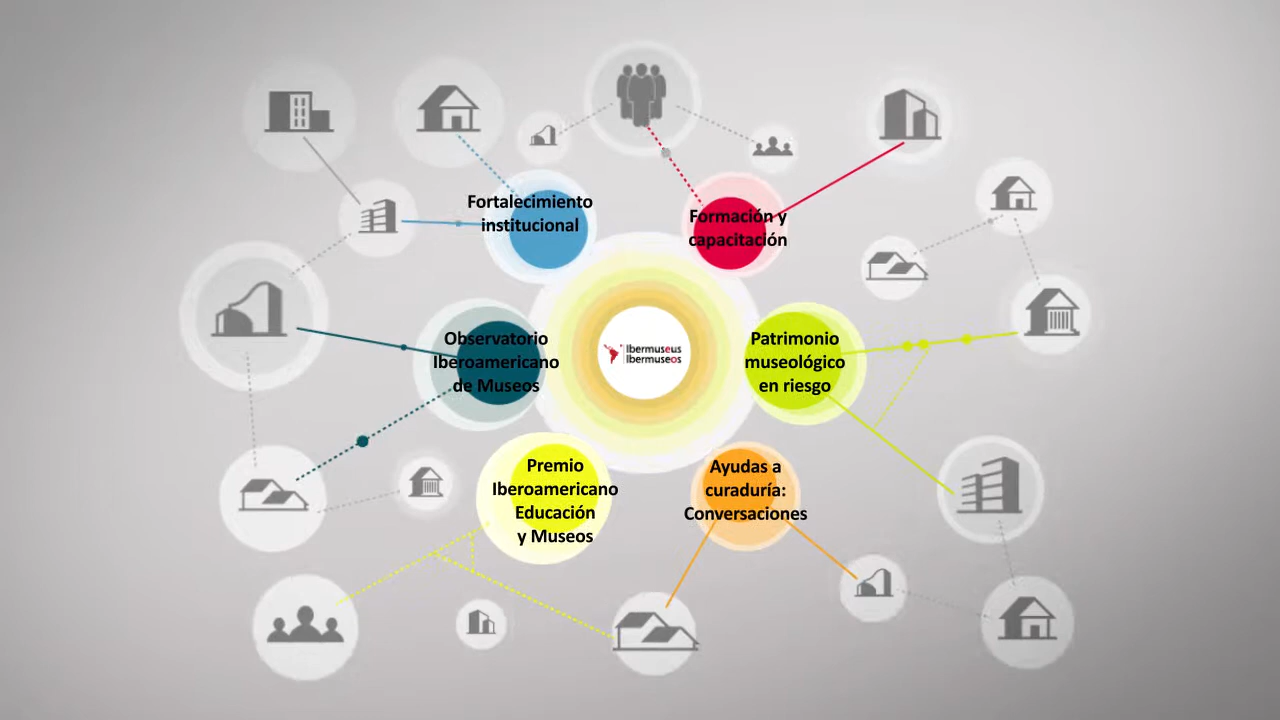 Fortalecimiento
institucional
Formación y
capacitación
Observatorio
Iberoamericano
de Museos
Ibermuseus
Ibermuseos
Patrimonio
museológico
en riesgo
Premio
Iberoamericano
Educación
y Museos
Ayudas a
curaduría:
Conversaciones